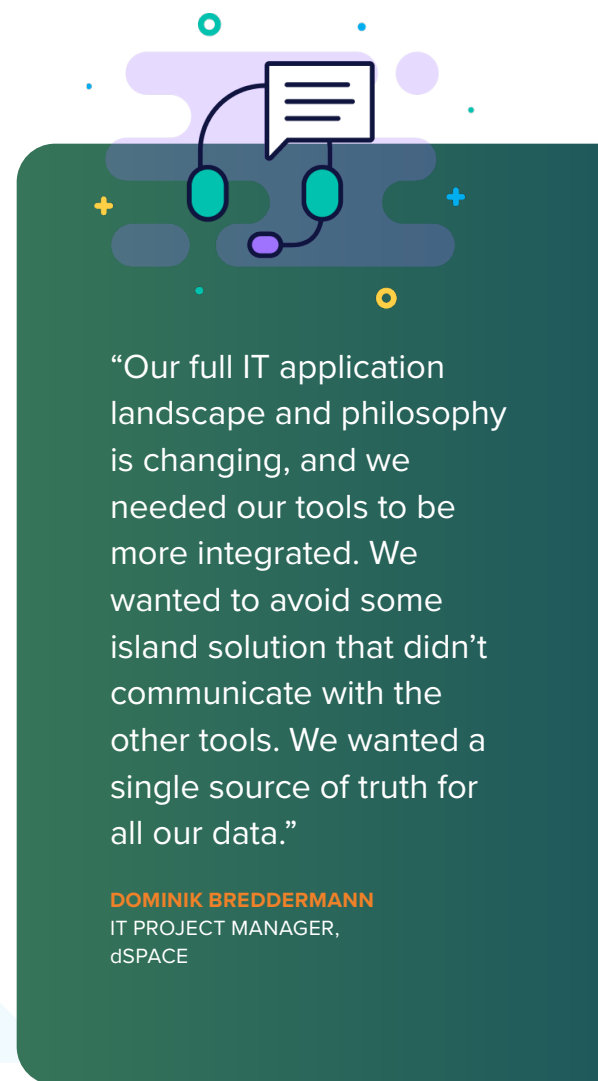 “Our full IT application
landscape and philosophy
is changing, and we
needed our tools to be
more integrated. We
wanted to avoid some
island solution that didn’t
communicate with the
other tools. We wanted a
single source of truth for
all our data.”
DOMINIK BREDDERMANN
IT PROJECT MANAGER,
dSPACE